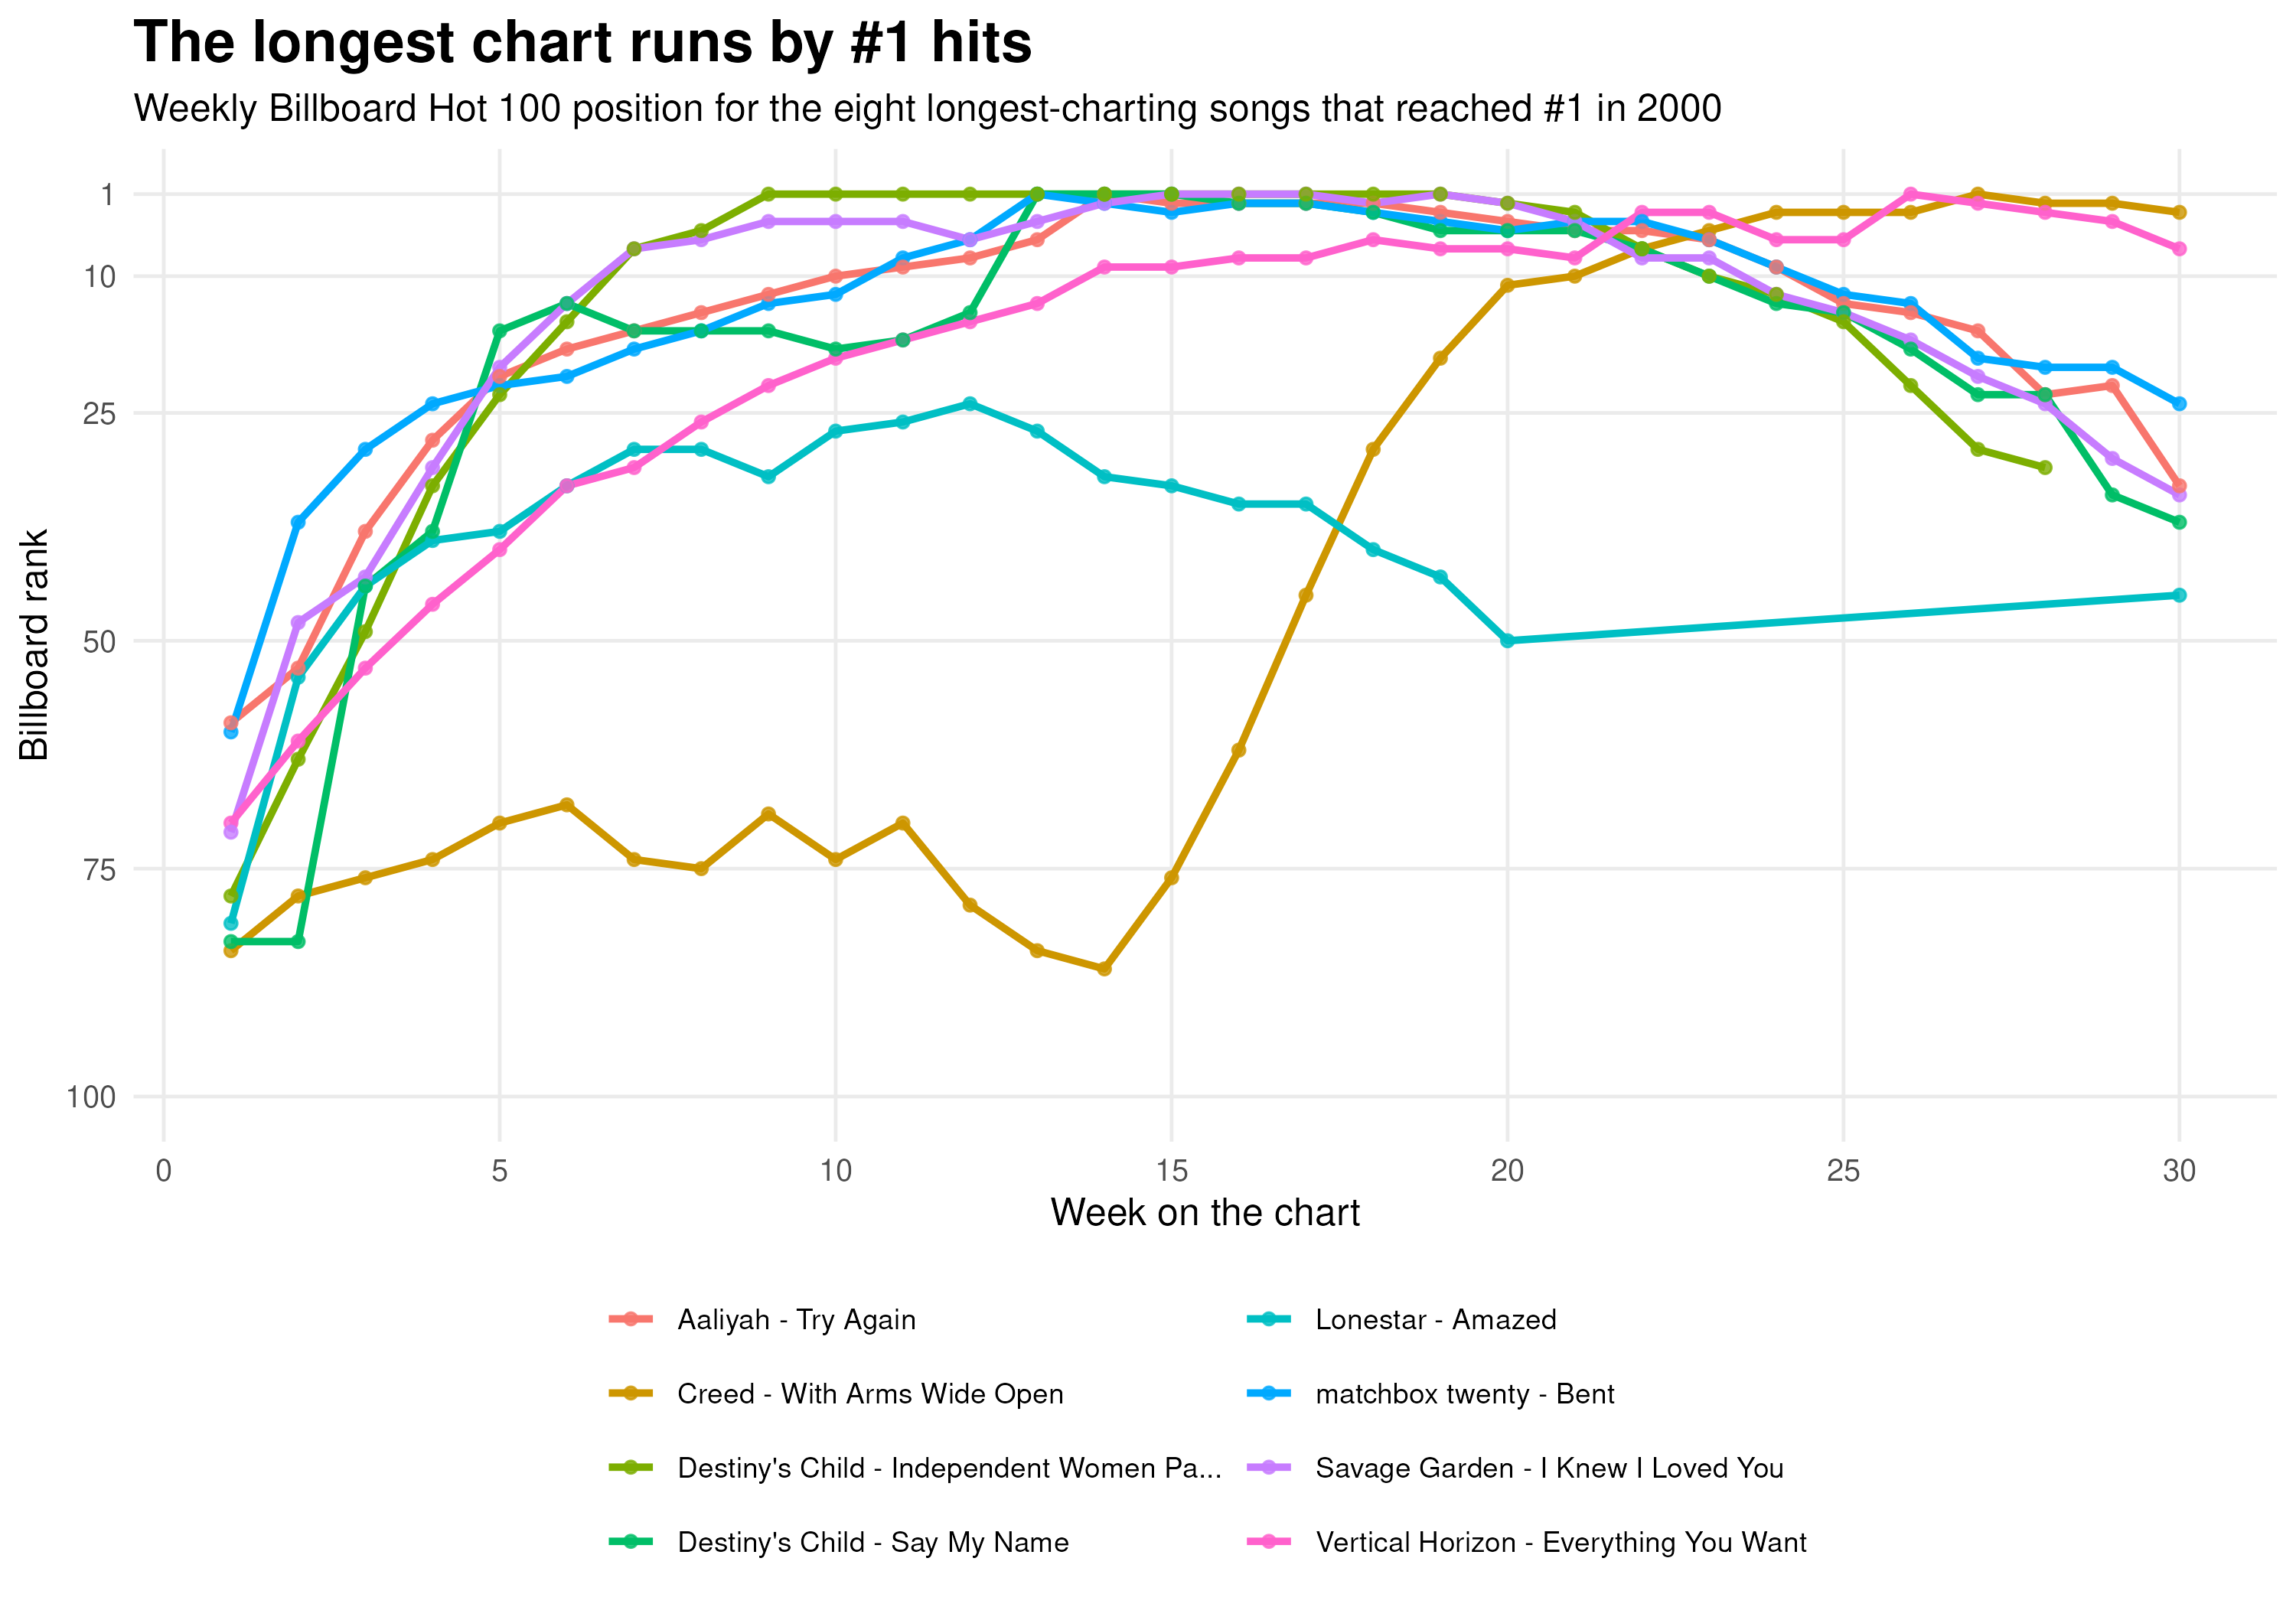 The longest chart runs by #1 hits
Weekly Billboard Hot 100 position for the eight longest-charting songs that reached #1 in 2000
Billboard rank
1
10
25
50
75
100
0 5 10 15 20 25 30
Week on the chart
Aaliyah - Try Again
Creed - With Arms Wide Open
Destiny's Child - Independent Women Pa...
Destiny's Child - Say My Name
Lonestar - Amazed
matchbox twenty - Bent
Savage Garden - I Knew I Loved You
Vertical Horizon - Everything You Want